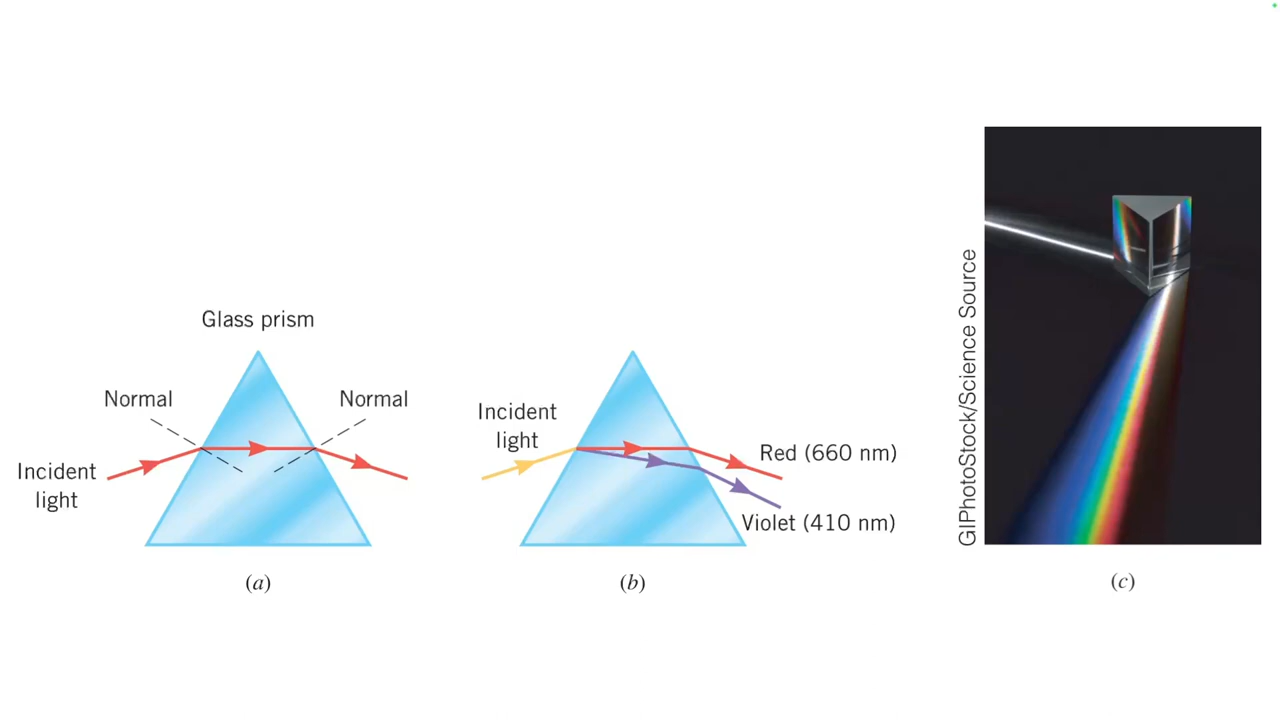 Glass prism
Normal
Normal
Incident
light
(a)
Incident
light
Red (660 nm)
Violet (410 nm)
(b)
GIPhotoStock/Science Source
(c)